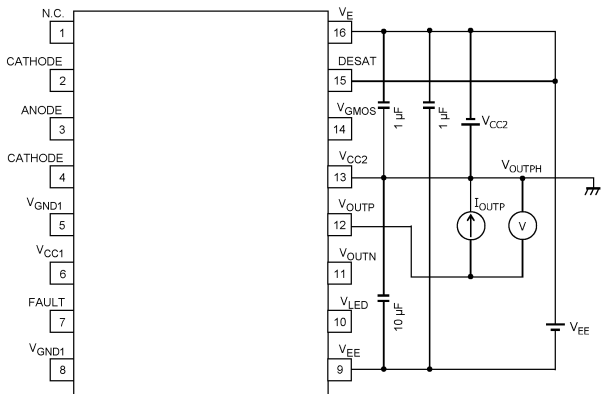 N.C.
1
CATHODE
2
ANODE
3
CATHODE
4
VGND1
5
VCC1
6
FAULT
7
VGND1
8
VE
16
DESAT
15
VGMOS
14
VCC2
13
VOUTP
12
VOUTN
11
VLED
10
VEE
9
1 μF
1 μF
VCC2
VOUTPH
IOUTP
V
10 μF
VEE